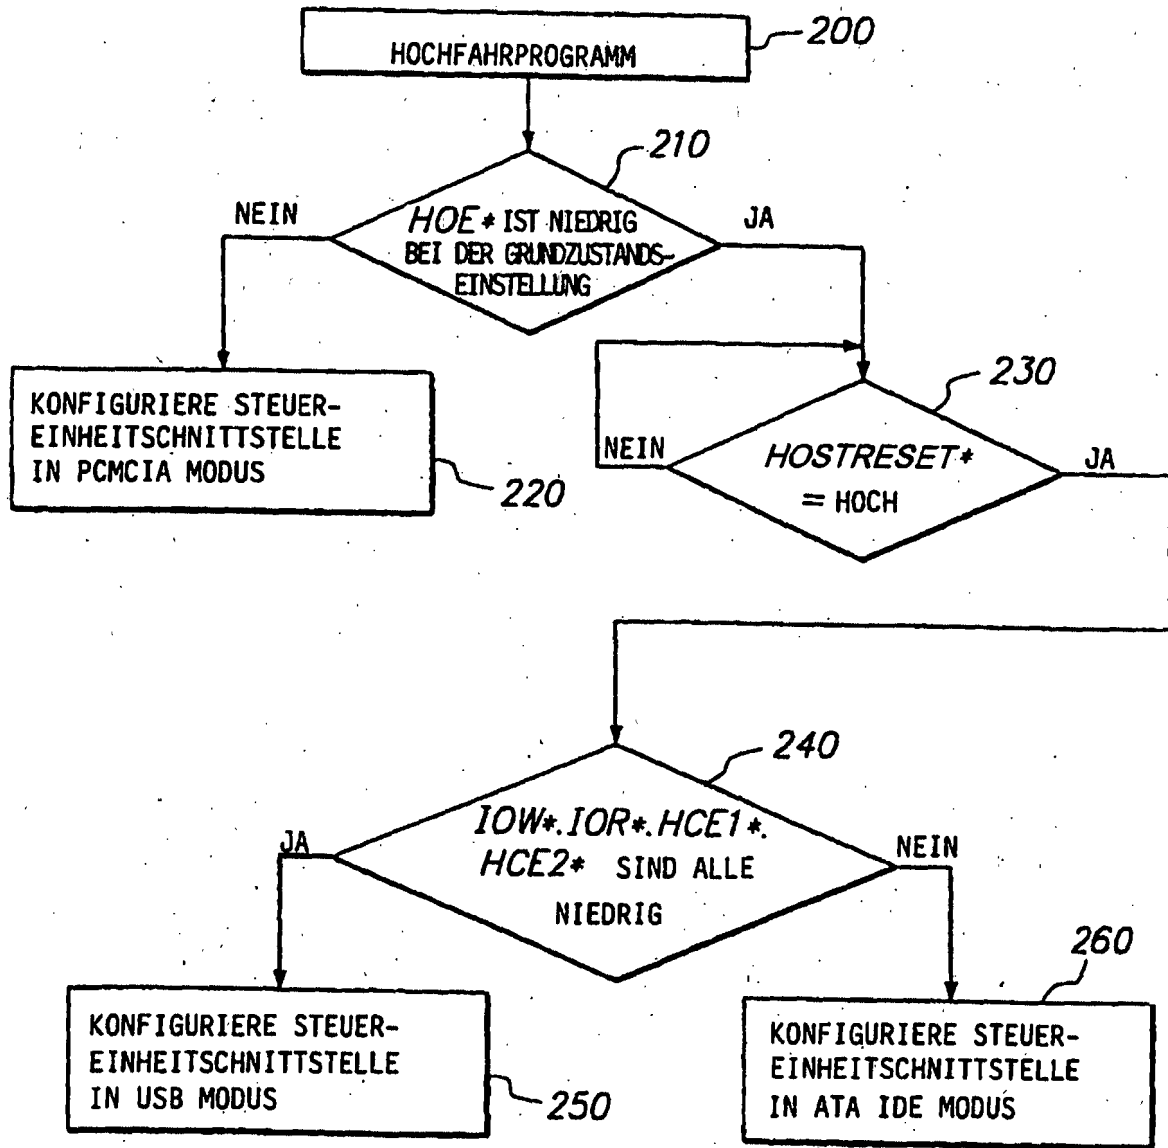 HOCHFAHRPROGRAMM
200
210
NEIN
HOE* IST NIEDRIG
BEI DER GRUNDZUSTANDS-
EINSTELLUNG
JA
KONFIGURIERE STEUER-
EINHEITSCHNITTSTELLE
IN PCMCIA MODUS
220
230
NEIN
HOSTRESET*
= HOCH
JA
240
JA
IOW*.IOR*.HCE1*.
HCE2* SIND ALLE
NIEDRIG
NEIN
KONFIGURIERE STEUER-
EINHEITSCHNITTSTELLE
IN USB MODUS
250
260
KONFIGURIERE STEUER-
EINHEITSCHNITTSTELLE
IN ATA IDE MODUS